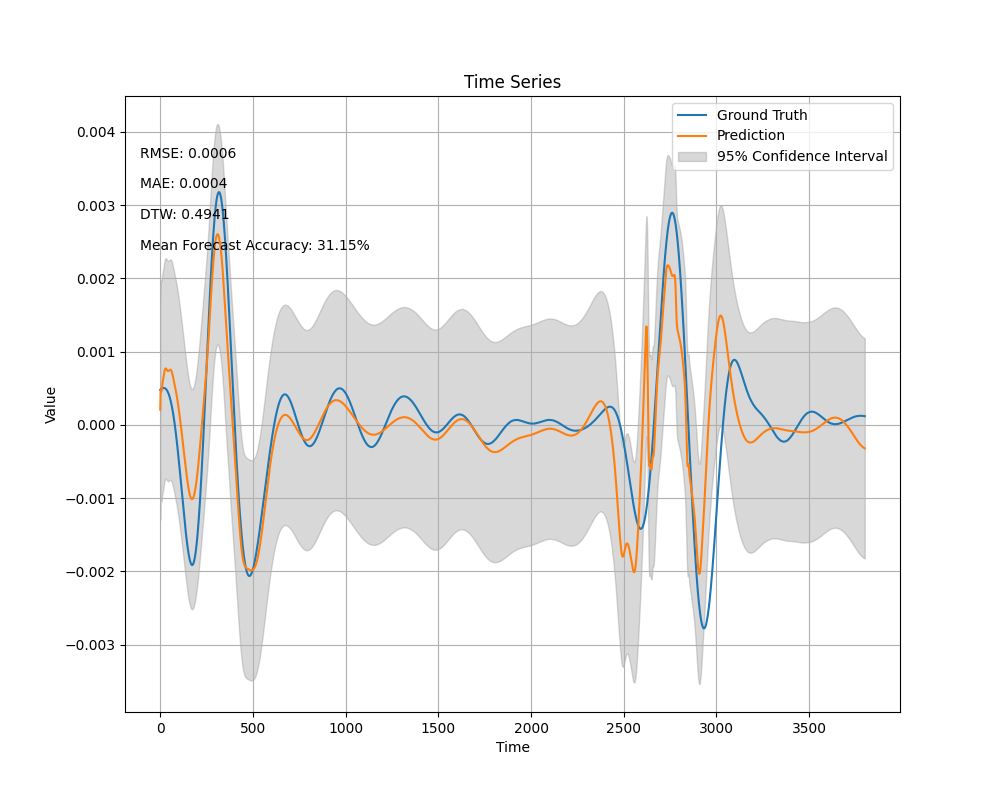 Time Series
Ground Truth
Prediction
95% Confidence Interval
RMSE: 0.0006
MAE: 0.0004
DTW: 0.4941
Mean Forecast Accuracy: 31.15%
0.004
0.003
0.002
0.001
0.000
−0.001
−0.002
−0.003
Value
0 500 1000 1500 2000 2500 3000 3500
Time